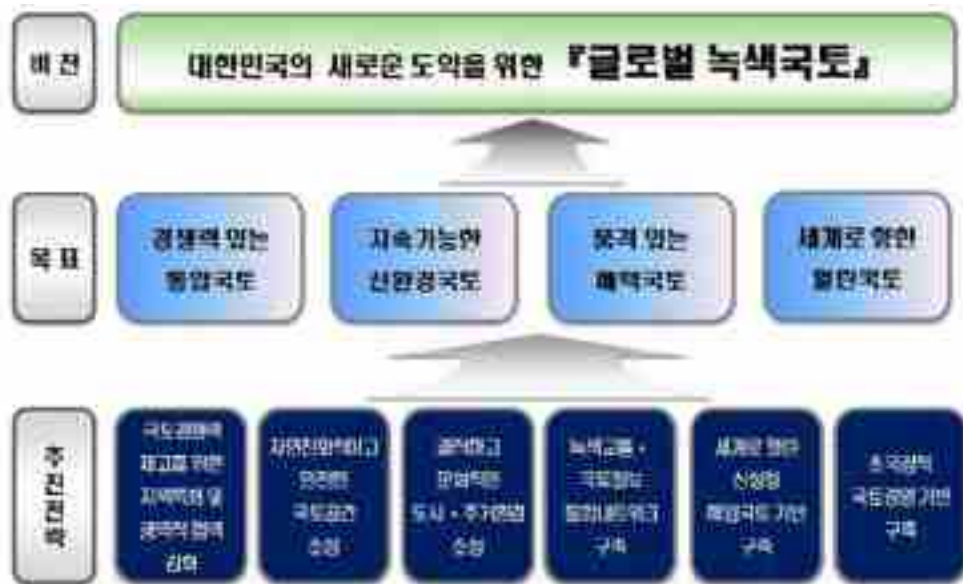 비 전
대한민국의 새로운 도약을 위한 『글로벌 녹색국토』
목 표
경쟁력 있는
통합국토
지속가능한
친환경국토
품격 있는
매력국토
세계로 향한
열린국토
추진전략
국토경쟁력
제고를 위한
지역특화 및
광역적 협력
강화
자연친화적이고
안전한
국토공간
조성
쾌적하고
문화적인
도시・주거환경
조성
녹색교통・
국토정보
통합네트워크
구축
세계로 향한
신성장
해양국토 기반
구축
초국경적
국토경영 기반
구축